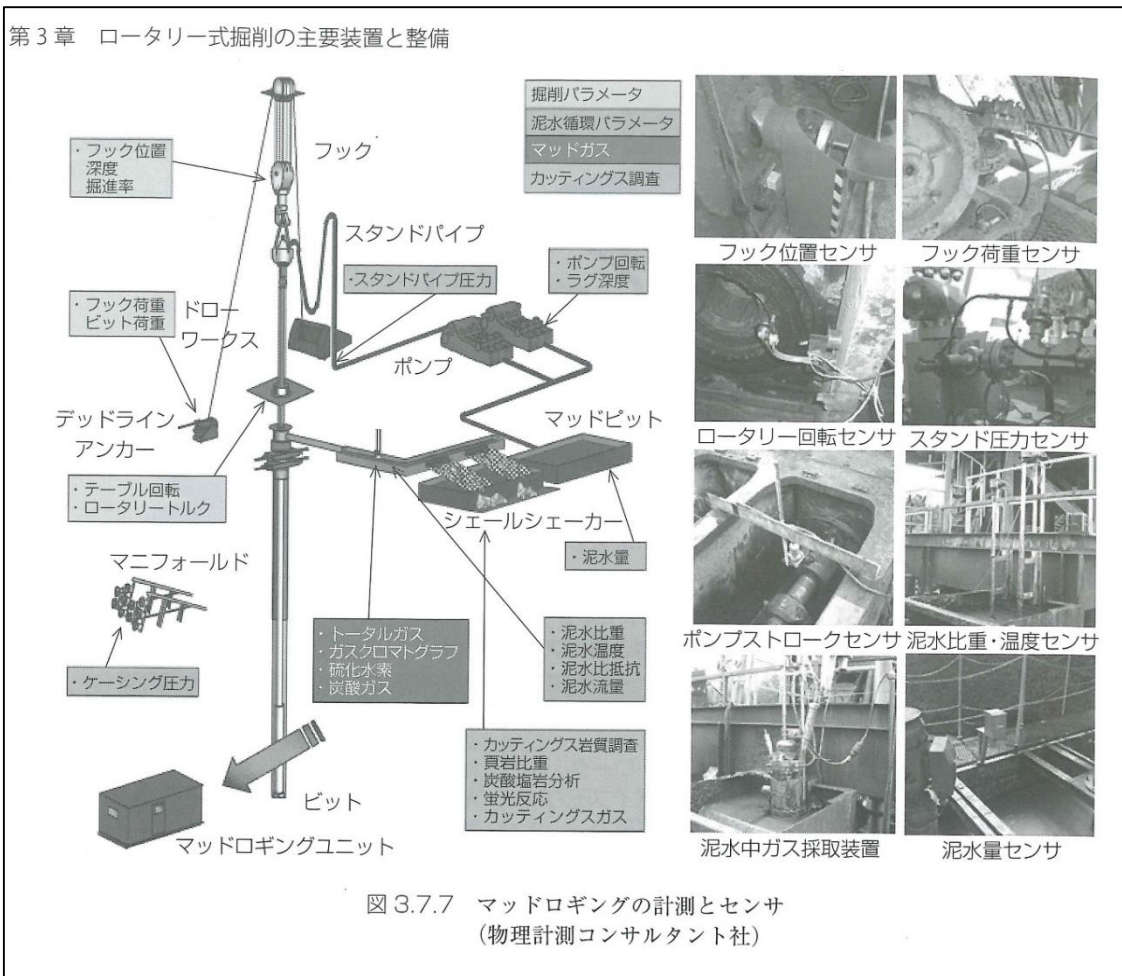 第3章 ロータリー式掘削の主要装置と整備
・フック位置
深度
掘進率
フック
掘削パラメータ
泥水循環パラメータ
マッドガス
カッティングス調査
スタンドパイプ
・スタンドパイプ圧力
・ポンプ回転
・ラグ深度
・フック荷重
ビット荷重
ドロー
ワークス
ポンプ
デッドライン
アンカー
マッドピット
・テーブル回転
・ロータリートルク
シェールシェーカー
・泥水量
マニフォールド
・ケーシング圧力
・トータルガス
・ガスクロマトグラフ
・硫化水素
・炭酸ガス
・泥水比重
・泥水温度
・泥水比抵抗
・泥水流量
・カッティングス岩質調査
・頁岩比重
・炭酸塩岩分析
・蛍光反応
・カッティングスガス
ビット
マッドロギングユニット
フック位置センサ
フック荷重センサ
ロータリー回転センサ
スタンド圧力センサ
ポンプストロークセンサ
泥水比重・温度センサ
泥水中ガス採取装置
泥水量センサ
図 3.7.7 マッドロギングの計測とセンサ
(物理計測コンサルタント社)